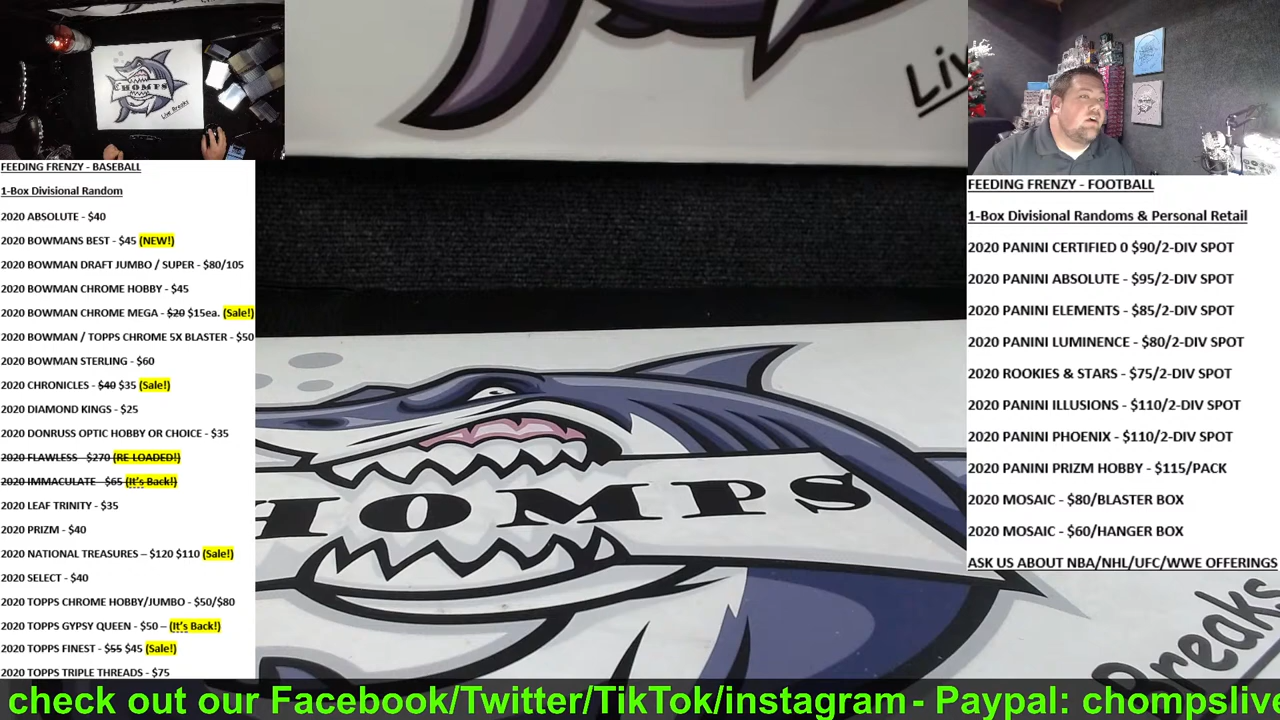 CHOMPS
Live Breaks
FEEDING FRENZY - BASEBALL
1-Box Divisional Random
2020 ABSOLUTE - $40
2020 BOWMANS BEST - $45 (NEW!)
2020 BOWMAN DRAFT JUMBO / SUPER - $80/105
2020 BOWMAN CHROME HOBBY - $45
2020 BOWMAN CHROME MEGA - $20 $15ea. (Sale!)
2020 BOWMAN / TOPPS CHROME 5X BLASTER - $50
2020 BOWMAN STERLING - $60
2020 CHRONICLES - $40 $35 (Sale!)
2020 DIAMOND KINGS - $25
2020 DONRUSS OPTIC HOBBY OR CHOICE - $35
2020 FLAWLESS - $270 (RE LOADED!)
2020 IMMACULATE - $65 (It's Back!)
2020 LEAF TRINITY - $35
2020 PRIZM - $40
2020 NATIONAL TREASURES – $120 $110 (Sale!)
2020 SELECT - $40
2020 TOPPS CHROME HOBBY/JUMBO - $50/$80
2020 TOPPS GYPSY QUEEN - $50 – (It's Back!)
2020 TOPPS FINEST - $55 $45 (Sale!)
2020 TOPPS TRIPLE THREADS - $75
Liv
HOMPS
Breaks
FEEDING FRENZY - FOOTBALL
1-Box Divisional Randoms & Personal Retail
2020 PANINI CERTIFIED 0 $90/2-DIV SPOT
2020 PANINI ABSOLUTE - $95/2-DIV SPOT
2020 PANINI ELEMENTS - $85/2-DIV SPOT
2020 PANINI LUMINENCE - $80/2-DIV SPOT
2020 ROOKIES & STARS - $75/2-DIV SPOT
2020 PANINI ILLUSIONS - $110/2-DIV SPOT
2020 PANINI PHOENIX - $110/2-DIV SPOT
2020 PANINI PRIZM HOBBY - $115/PACK
2020 MOSAIC - $80/BLASTER BOX
2020 MOSAIC - $60/HANGER BOX
ASK US ABOUT NBA/NHL/UFC/WWE OFFERINGS
check out our Facebook/Twitter/TikTok/instagram - Paypal: chompslive